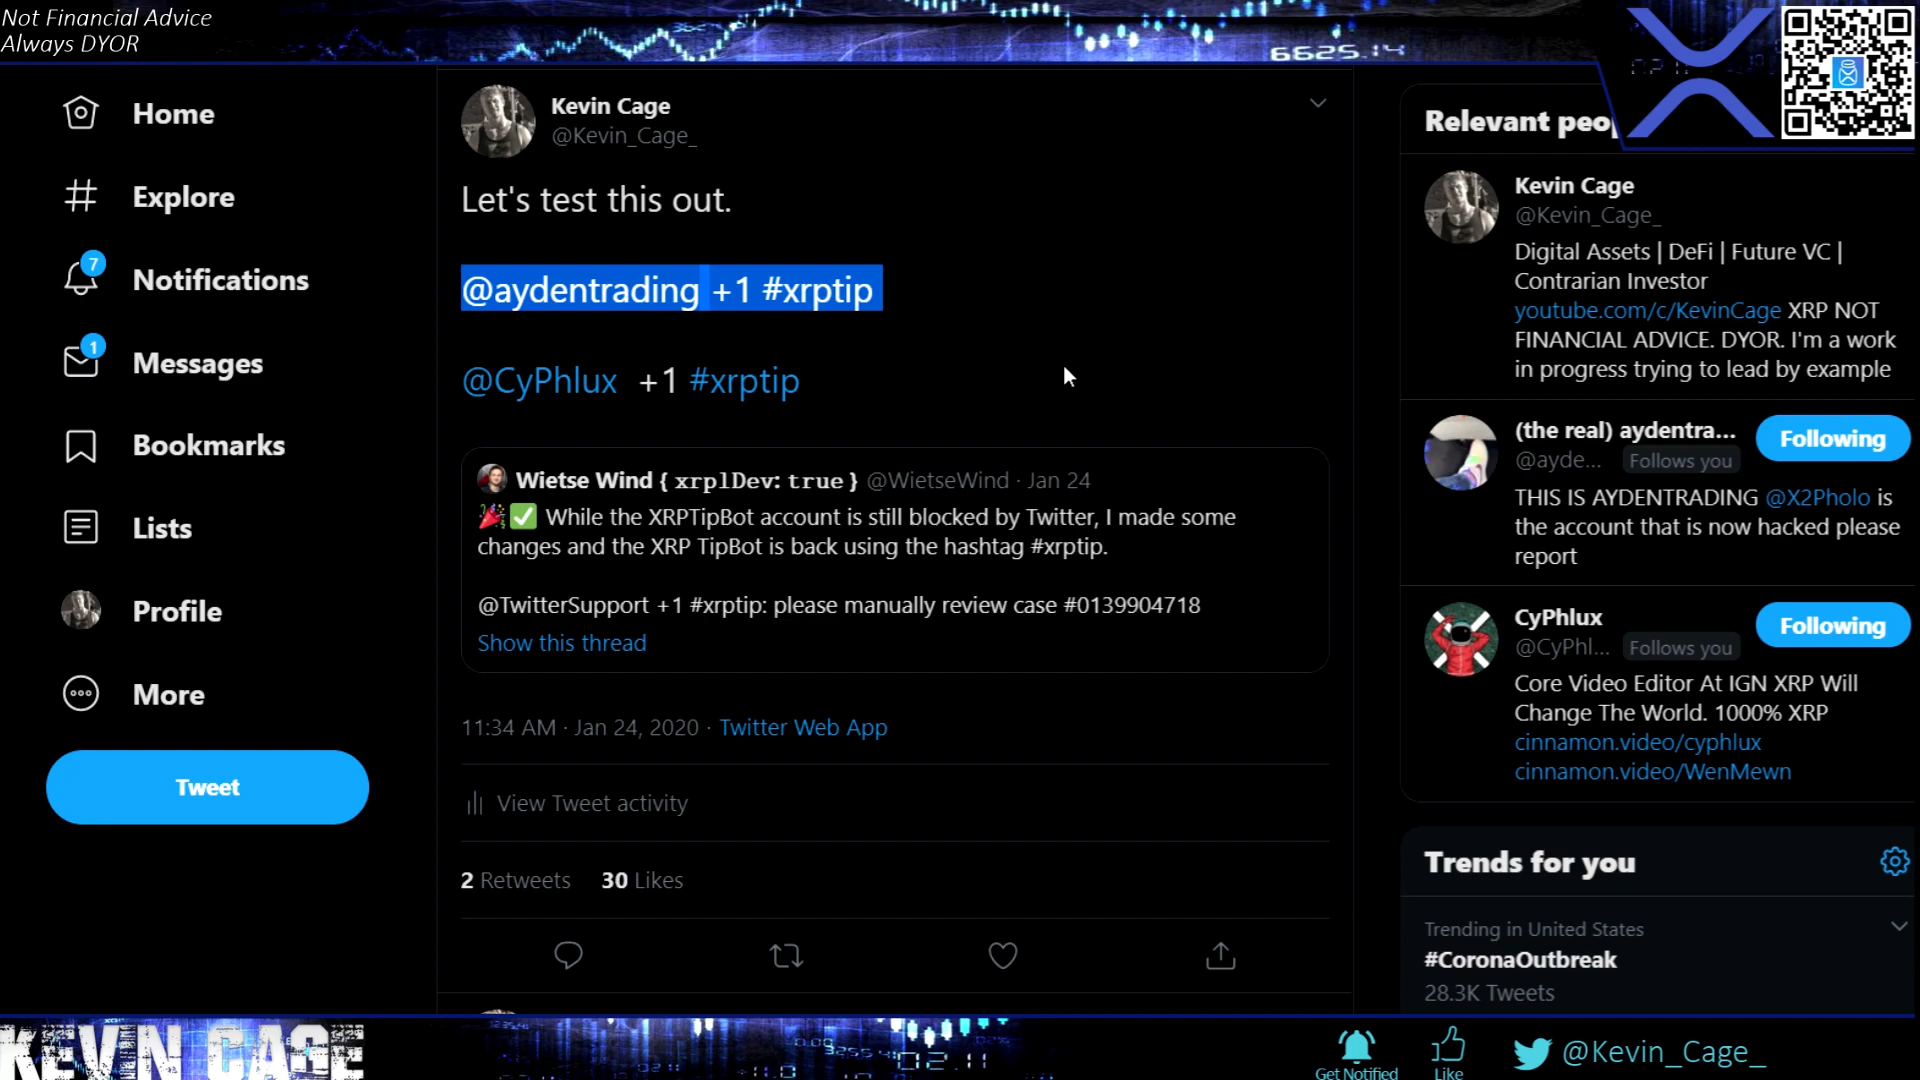 Not Financial Advice
Always DYOR
6625.14
Home
Explore
7
Notifications
1
Messages
Bookmarks
Lists
Profile
More
Tweet
Kevin Cage
@Kevin_Cage_
Let's test this out.
@aydentrading +1 #xrptip
@CyPhlux +1 #xrptip
Wietse Wind { xrplDev: true } @WietseWind · Jan 24
🎉✅ While the XRPTipBot account is still blocked by Twitter, I made some
changes and the XRP TipBot is back using the hashtag #xrptip.
@TwitterSupport +1 #xrptip: please manually review case #0139904718
Show this thread
11:34 AM · Jan 24, 2020 · Twitter Web App
View Tweet activity
2 Retweets 30 Likes
Relevant peo
Kevin Cage
@Kevin_Cage_
Digital Assets | DeFi | Future VC |
Contrarian Investor
youtube.com/c/KevinCage XRP NOT
FINANCIAL ADVICE. DYOR. I'm a work
in progress trying to lead by example
(the real) aydentra...
Following
@ayde... Follows you
THIS IS AYDENTRADING @X2Pholo is
the account that is now hacked please
report
CyPhlux
Following
@CyPhl... Follows you
Core Video Editor At IGN XRP Will
Change The World. 1000% XRP
cinnamon.video/cyphlux
cinnamon.video/WenMewn
Trends for you
Trending in United States
#CoronaOutbreak
28.3K Tweets
KEVIN CAGE
02.11
Get Notified
Like
@Kevin_Cage_